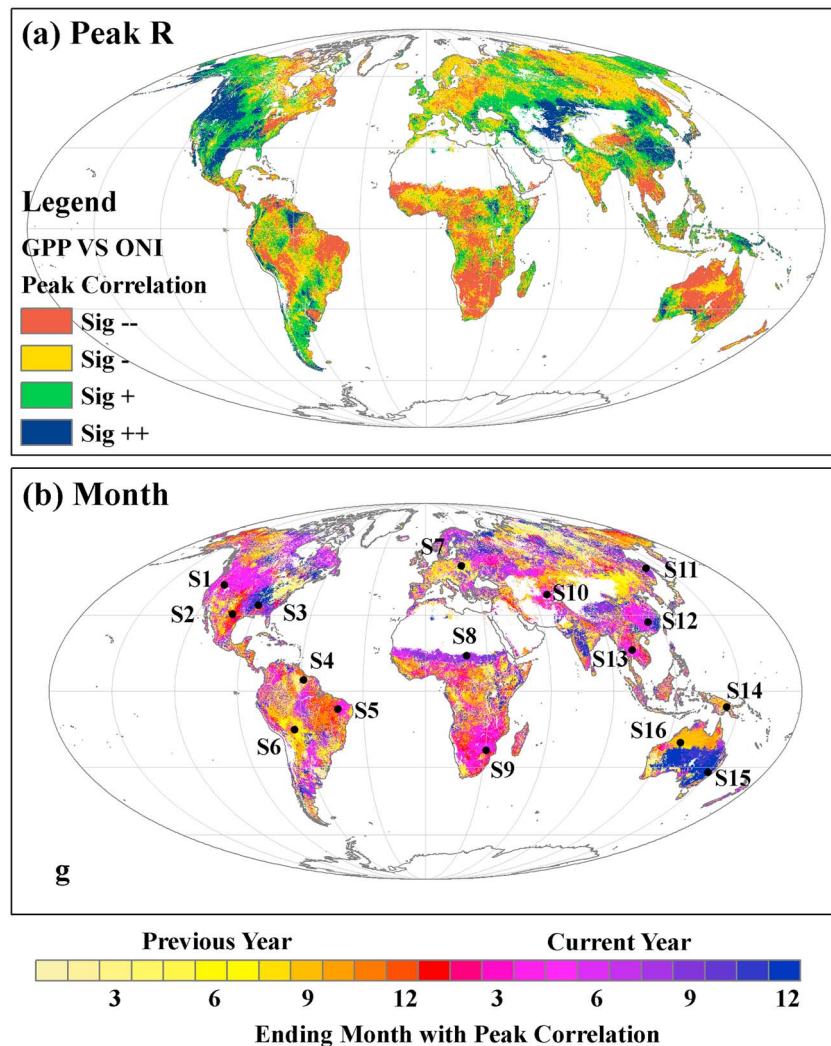 (a) Peak R
Legend
GPP VS ONI
Peak Correlation
Sig --
Sig -
Sig +
Sig ++
(b) Month
S1
S2
S3
S4
S5
S6
S7
S8
S9
S10
S11
S12
S13
S14
S15
S16
g
Previous Year Current Year
3 6 9 12 3 6 9 12
Ending Month with Peak Correlation